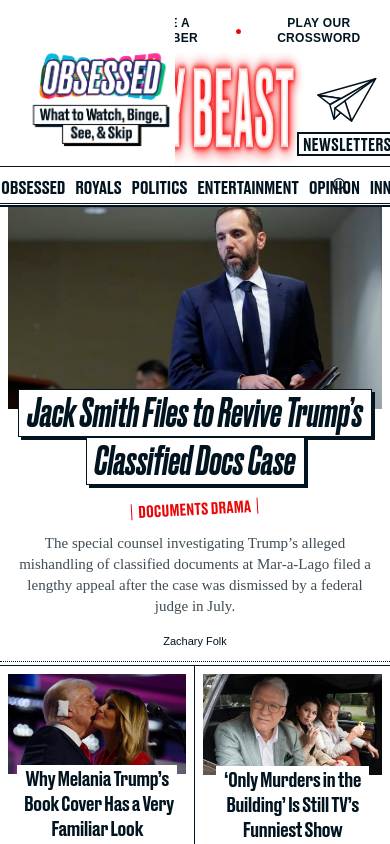 PLAY OUR
CROSSWORD
OBSESSED
What to Watch, Binge,
See, & Skip
BEAST
NEWSLETTERS
OBSESSED ROYALS POLITICS ENTERTAINMENT OPINION INN
Jack Smith Files to Revive Trump's
Classified Docs Case
DOCUMENTS DRAMA
The special counsel investigating Trump's alleged
mishandling of classified documents at Mar-a-Lago filed a
lengthy appeal after the case was dismissed by a federal
judge in July.
Zachary Folk
Why Melania Trump's
Book Cover Has a Very
Familiar Look
'Only Murders in the
Building' Is Still TV's
Funniest Show